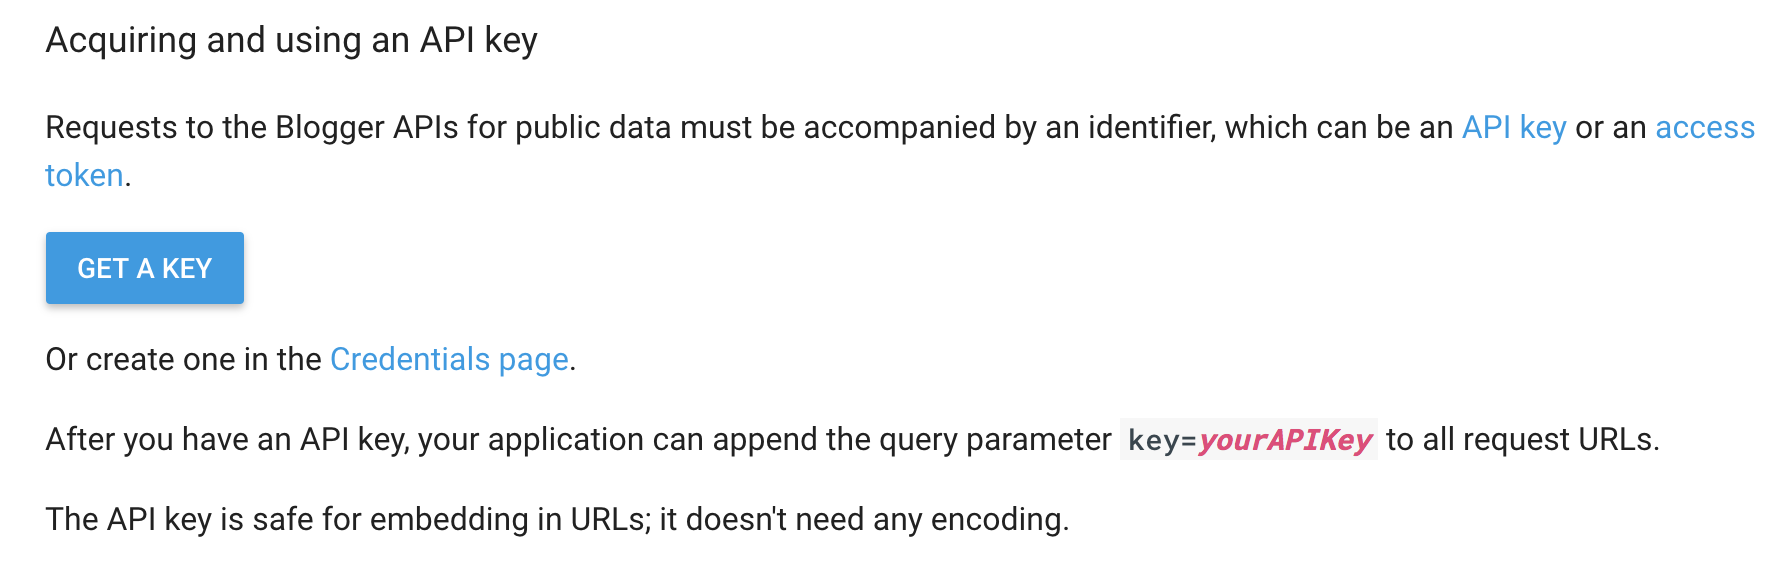 Acquiring and using an API key
Requests to the Blogger APIs for public data must be accompanied by an identifier, which can be an API key or an access
token.
GET A KEY
Or create one in the Credentials page.
After you have an API key, your application can append the query parameter key=yourAPIKey to all request URLs.
The API key is safe for embedding in URLs; it doesn't need any encoding.